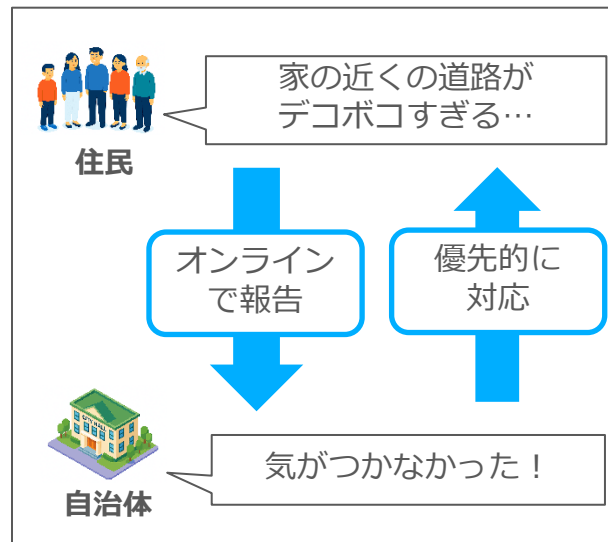 家の近くの道路が
デコボコすぎる…
住民
オンライン
で報告
優先的に
対応
CITY HALL
気がつかなかった！
自治体